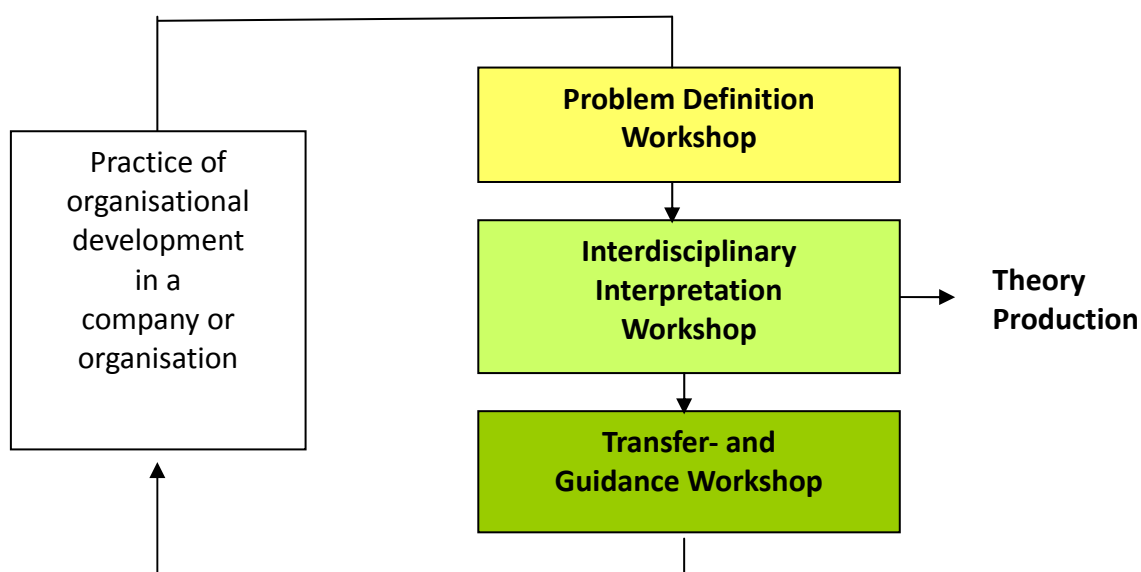 Problem Definition
Workshop
Practice of
organisational
development
in a
company or
organisation
Interdisciplinary
Interpretation
Workshop
Theory
Production
Transfer- and
Guidance Workshop